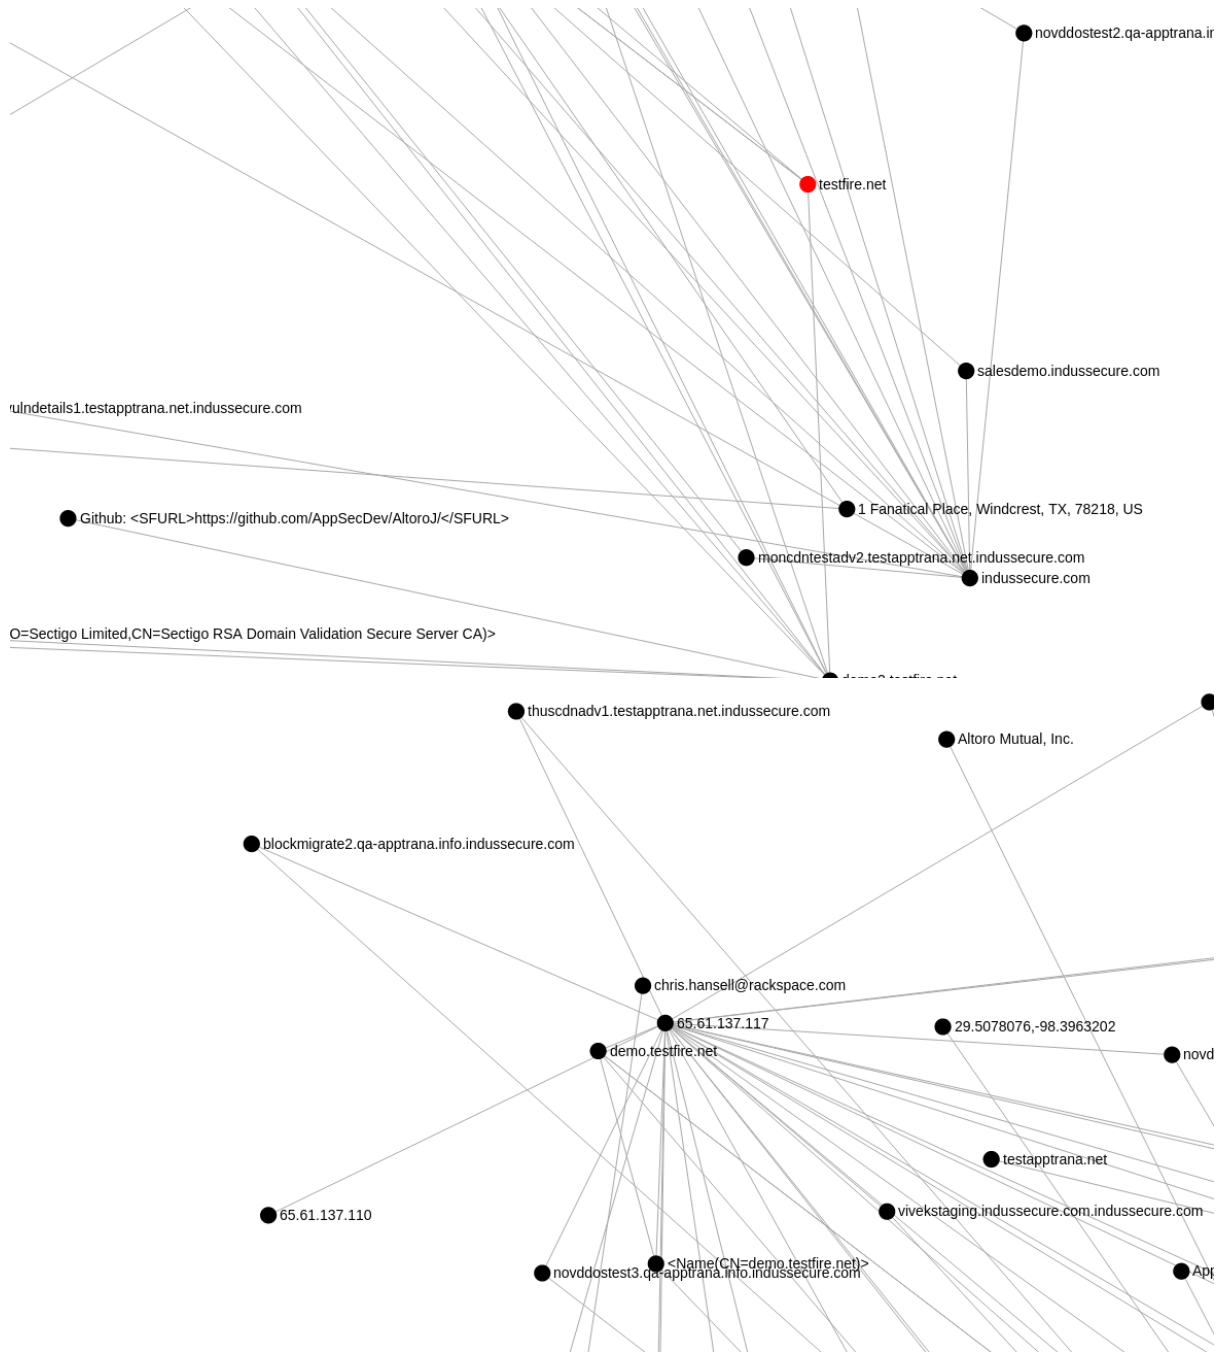 novddostest2.qa-apptrana.in
testfire.net
salesdemo.indussecure.com
ulndetails1.testapptrana.net.indussecure.com
1 Fanatical Place, Windcrest, TX, 78218, US
Github: <SFURL>https://github.com/AppSecDev/AltoroJ/</SFURL>
moncdntestadv2.testapptrana.net.indussecure.com
indussecure.com
O=Sectigo Limited,CN=Sectigo RSA Domain Validation Secure Server CA)>
thuscdnadv1.testapptrana.net.indussecure.com
Altoro Mutual, Inc.
blockmigrate2.qa-apptrana.info.indussecure.com
chris.hansell@rackspace.com
65.61.137.117
29.5078076,-98.3963202
demo.testfire.net
novd
testapptrana.net
vivekstaging.indussecure.com.indussecure.com
65.61.137.110
<Name(CN=demo.testfire.net)>
novddostest3.qa-apptrana.info.indussecure.com
App